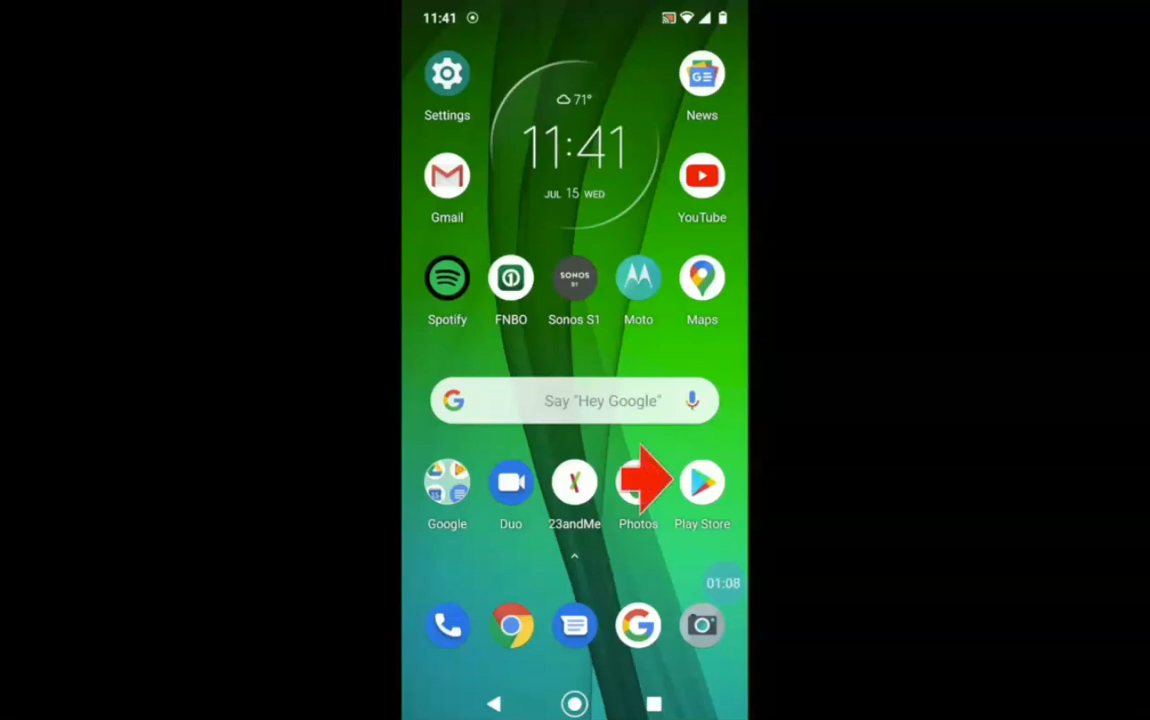 11:41
Settings
News
71°
11:41
JUL 15 WED
Gmail
YouTube
SONOS
S1
Spotify
FNBO
Sonos S1
Moto
Maps
Say "Hey Google"
Google
Duo
23andMe
Photos
Play Store
01:08